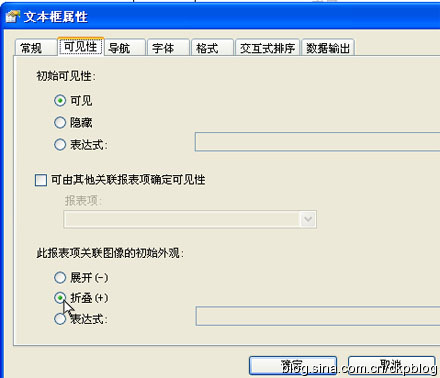 文本框属性
常规 可见性 导航 字体 格式 交互式排序 数据输出
初始可见性:
可见
隐藏
表达式:
可由其他关联报表项确定可见性
报表项:
此报表项关联图像的初始外观:
展开(-)
折叠(+)
表达式:
确定 取消
blog.sina.com.cn/ckpblog